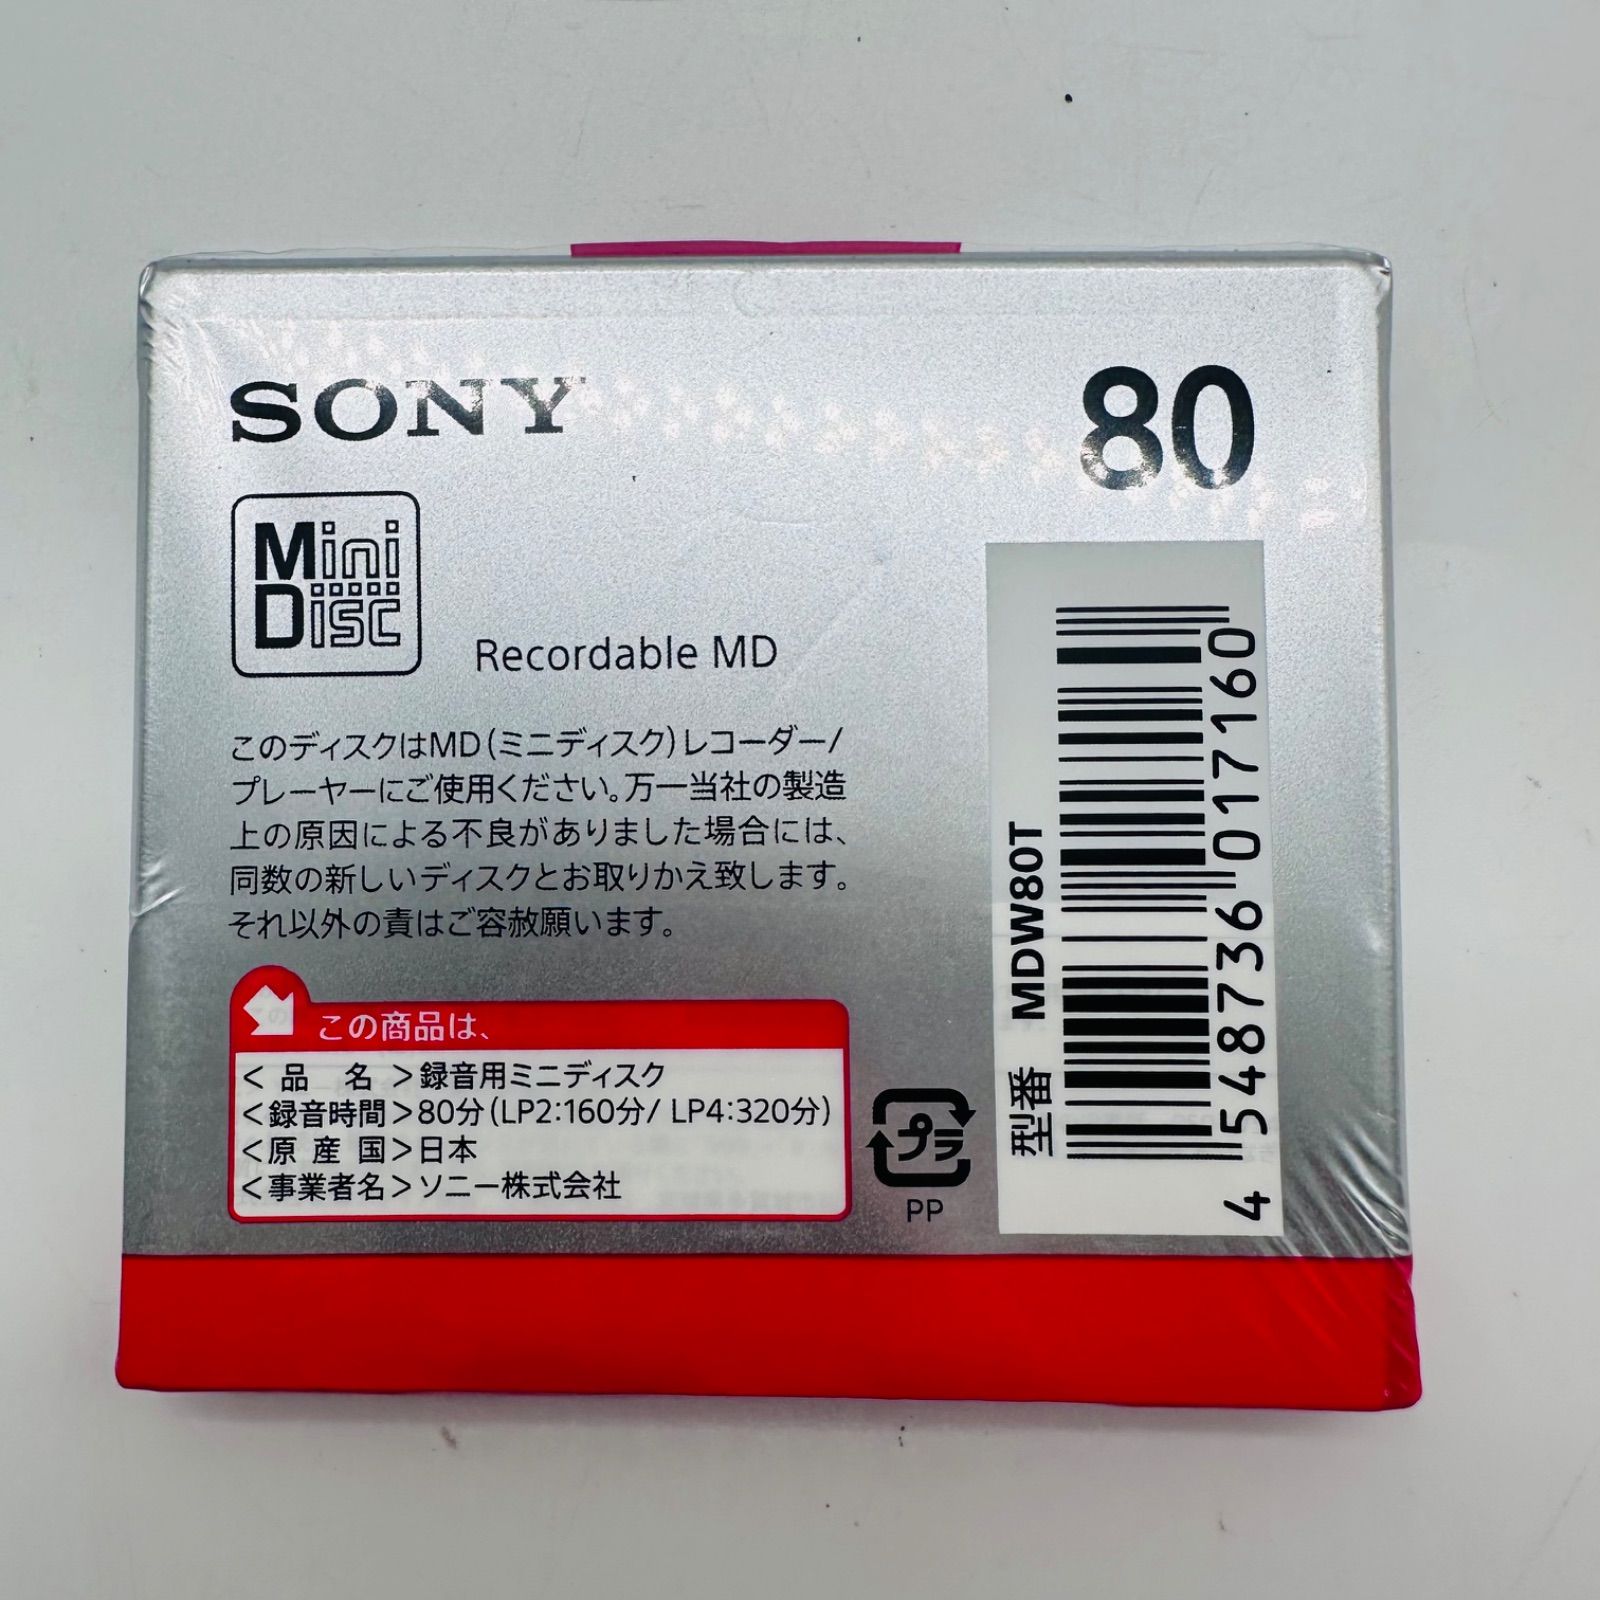 SONY
80
Mini
Disc
Recordable MD
このディスクはMD(ミニディスク)レコーダー/
プレーヤーにご使用ください。万一当社の製造
上の原因による不良がありました場合には、
同数の新しいディスクとお取りかえ致します。
それ以外の責はご容赦願います。
この商品は、
<品 名>録音用ミニディスク
<録音時間>80分(LP2:160分/ LP4:320分)
<原 産 国>日本
<事業者名>ソニー株式会社
プラ
PP
型番 MDW80T
4 548736 017160